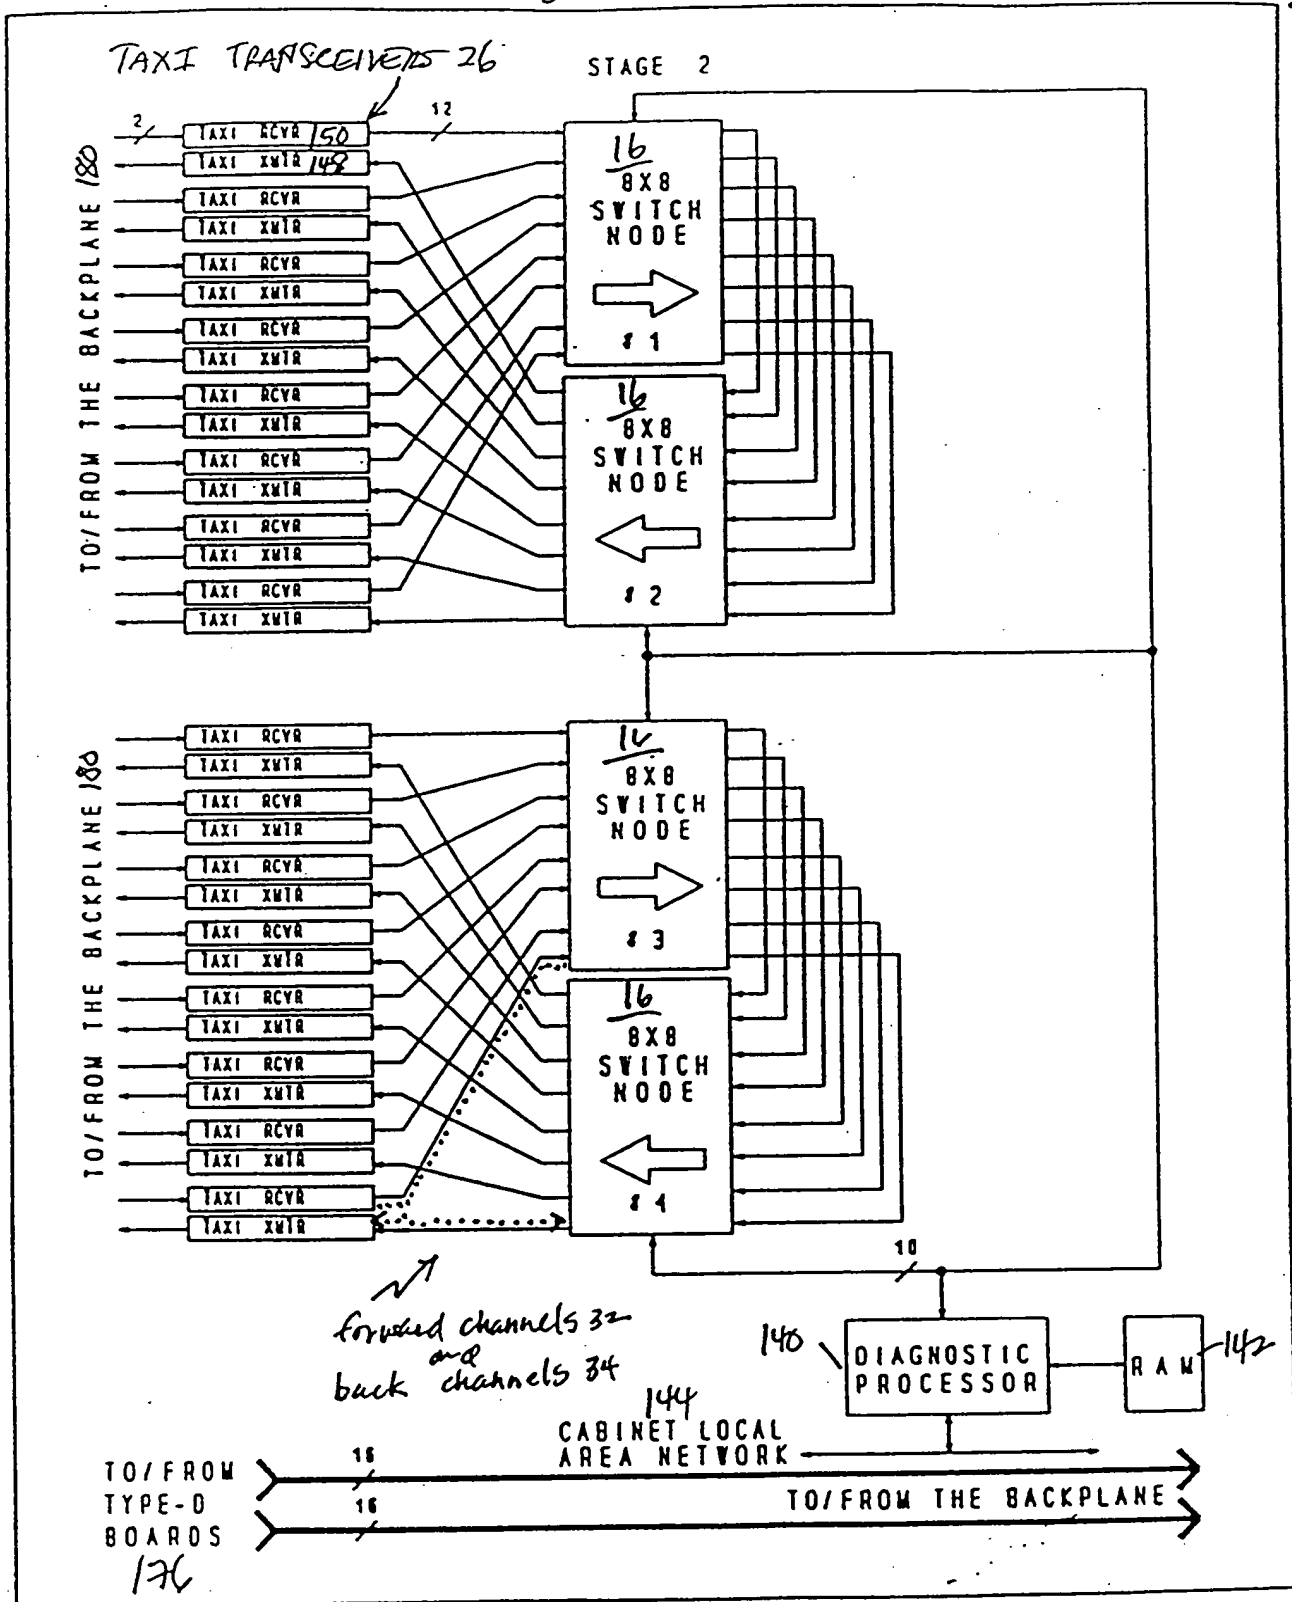 TAXI TRANSCEIVERS 26
STAGE 2
2
12
TAXI RCVR 150
TAXI XMTR 148
TAXI RCVR
TAXI XMTR
TAXI RCVR
TAXI XMTR
TAXI RCVR
TAXI XMTR
TAXI RCVR
TAXI XMTR
TAXI RCVR
TAXI XMTR
TAXI RCVR
TAXI XMTR
TAXI RCVR
TAXI XMTR
TO/FROM THE BACKPLANE 180
16
8X8
SWITCH
NODE
# 1
16
8X8
SWITCH
NODE
# 2
TAXI RCVR
TAXI XMTR
TAXI RCVR
TAXI XMTR
TAXI RCVR
TAXI XMTR
TAXI RCVR
TAXI XMTR
TAXI RCVR
TAXI XMTR
TAXI RCVR
TAXI XMTR
TAXI RCVR
TAXI XMTR
TAXI RCVR
TAXI XMTR
TO/FROM THE BACKPLANE 180
16
8X8
SWITCH
NODE
# 3
16
8X8
SWITCH
NODE
# 4
10
forward channels 32
and
back channels 34
140
DIAGNOSTIC
PROCESSOR
RAM
142
144
CABINET LOCAL
AREA NETWORK
TO/FROM
TYPE-D
BOARDS
176
16
16
TO/FROM THE BACKPLANE